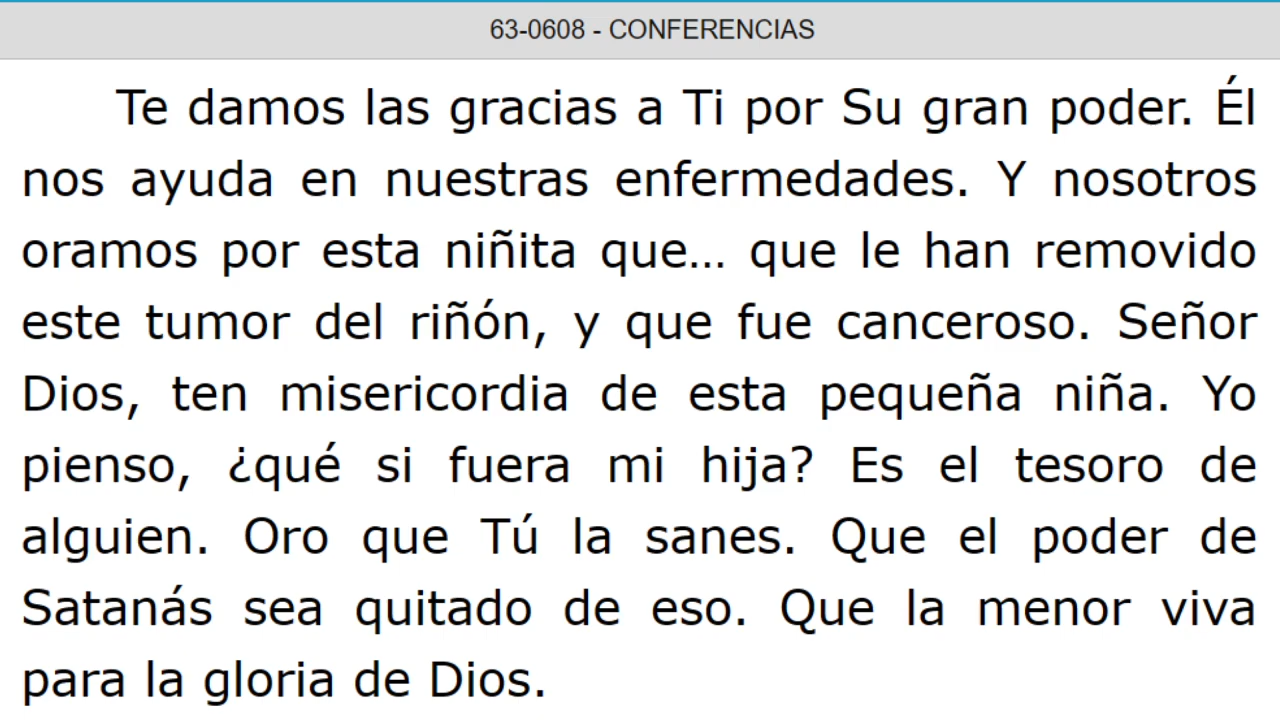 63-0608 - CONFERENCIAS
Te damos las gracias a Ti por Su gran poder. Él
nos ayuda en nuestras enfermedades. Y nosotros
oramos por esta niñita que... que le han removido
este tumor del riñón, y que fue canceroso. Señor
Dios, ten misericordia de esta pequeña niña. Yo
pienso, ¿qué si fuera mi hija? Es el tesoro de
alguien. Oro que Tú la sanes. Que el poder de
Satanás sea quitado de eso. Que la menor viva
para la gloria de Dios.